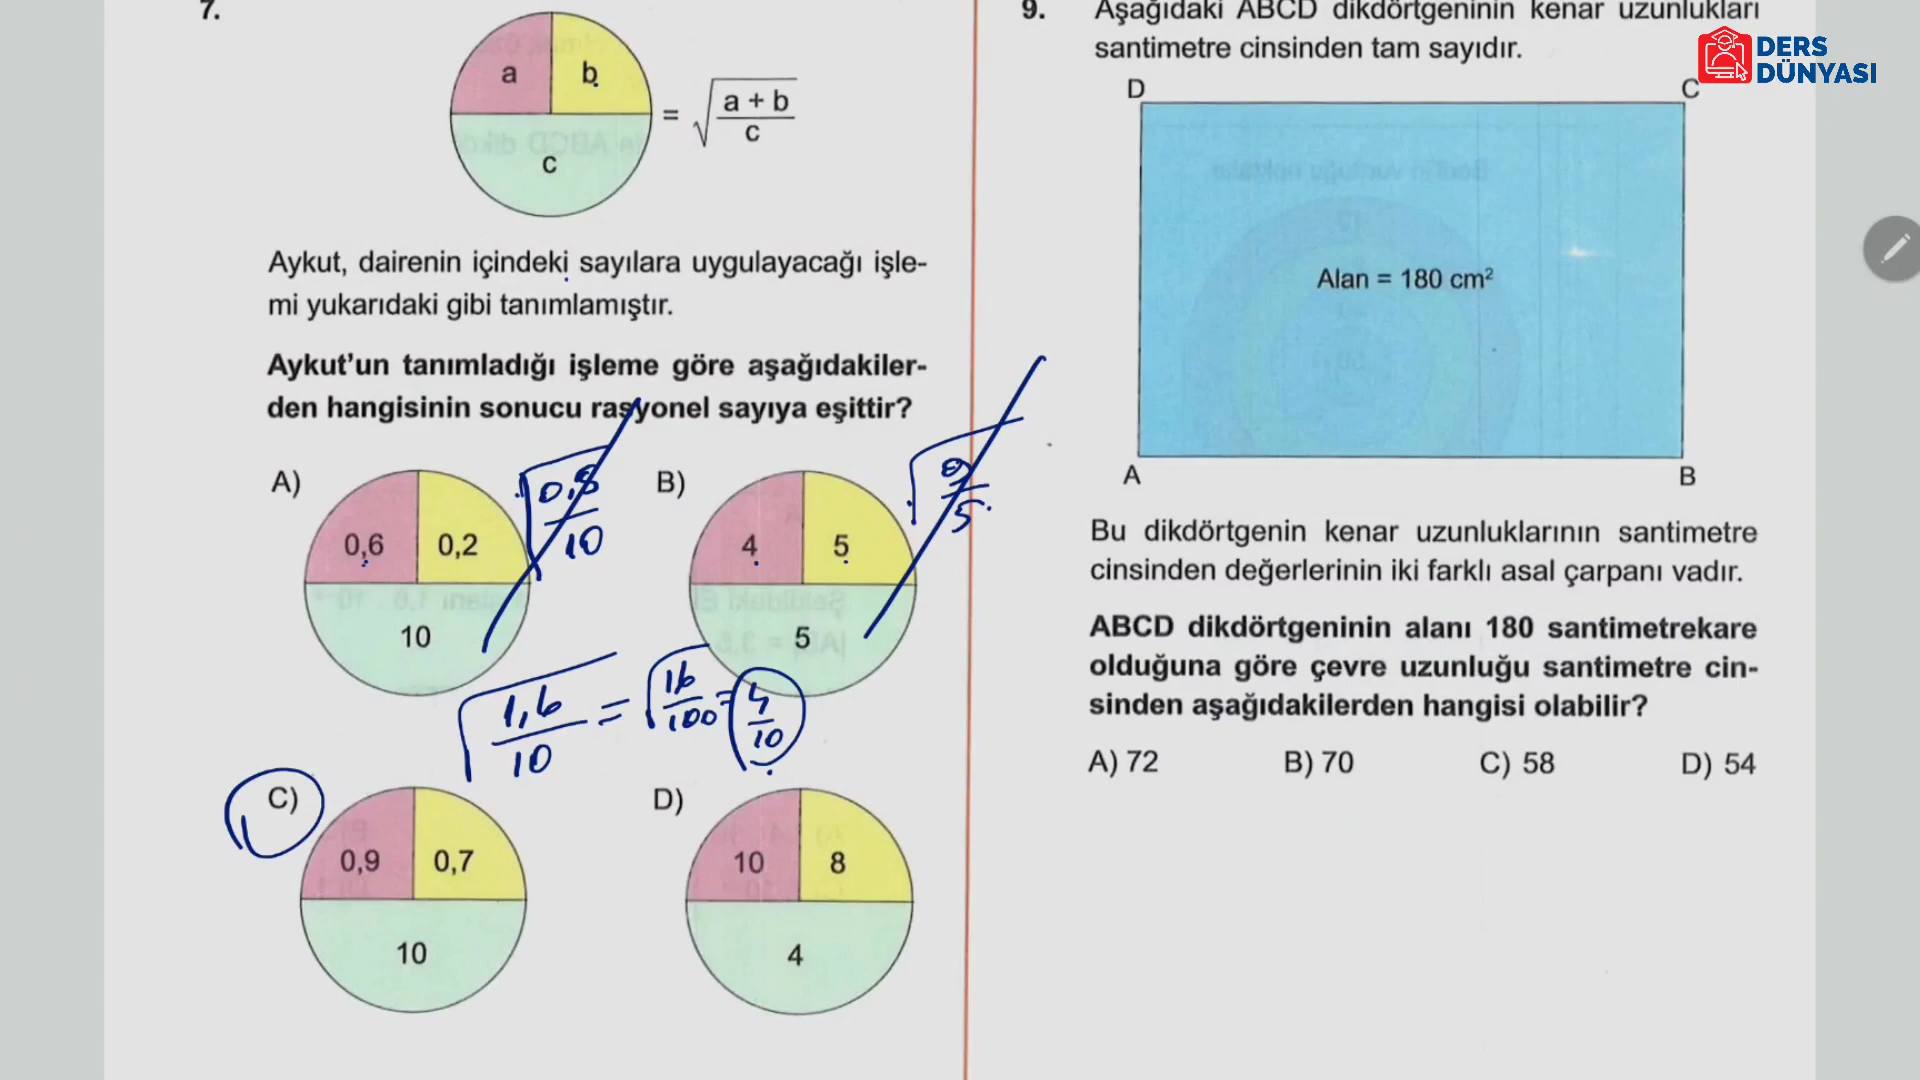 7.
a
b
c
= √ a + b
c
Aykut, dairenin içindeki sayılara uygulayacağı işle-
mi yukarıdaki gibi tanımlamıştır.
Aykut'un tanımladığı işleme göre aşağıdakiler-
den hangisinin sonucu rasyonel sayıya eşittir?
A)
0,6
0,2
10
√ 0,8
10
B)
4
5
5
√ 9
5
√ 1,6 = √ 16 = 4
10 100 10
C)
0,9
0,7
10
D)
10
8
4
9.
Aşağıdaki ABCD dikdörtgeninin kenar uzunlukları
santimetre cinsinden tam sayıdır.
DERS
DÜNYASI
D
C
Alan = 180 cm²
A
B
Bu dikdörtgenin kenar uzunluklarının santimetre
cinsinden değerlerinin iki farklı asal çarpanı vadır.
ABCD dikdörtgeninin alanı 180 santimetrekare
olduğuna göre çevre uzunluğu santimetre cin-
sinden aşağıdakilerden hangisi olabilir?
A) 72 B) 70 C) 58 D) 54